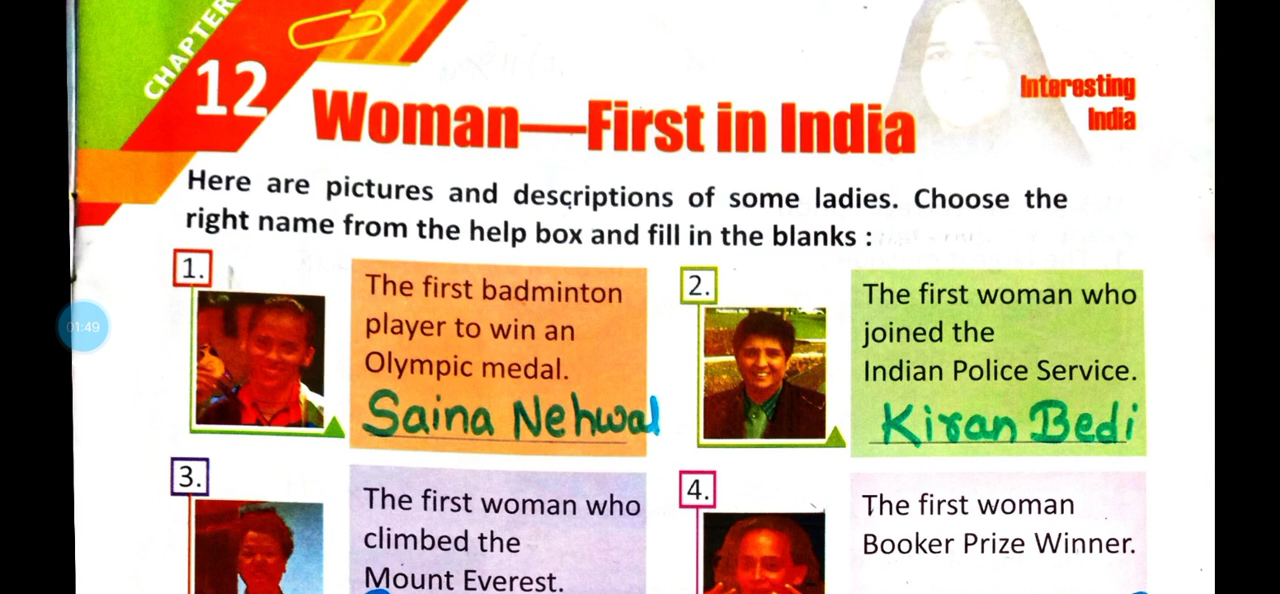 CHAPTER
12
Woman—First in India
Interesting
India
Here are pictures and descriptions of some ladies. Choose the
right name from the help box and fill in the blanks :
1.
The first badminton
player to win an
Olympic medal.
Saina Nehwal
2.
The first woman who
joined the
Indian Police Service.
Kiran Bedi
01:49
3.
The first woman who
climbed the
Mount Everest.
4.
The first woman
Booker Prize Winner.